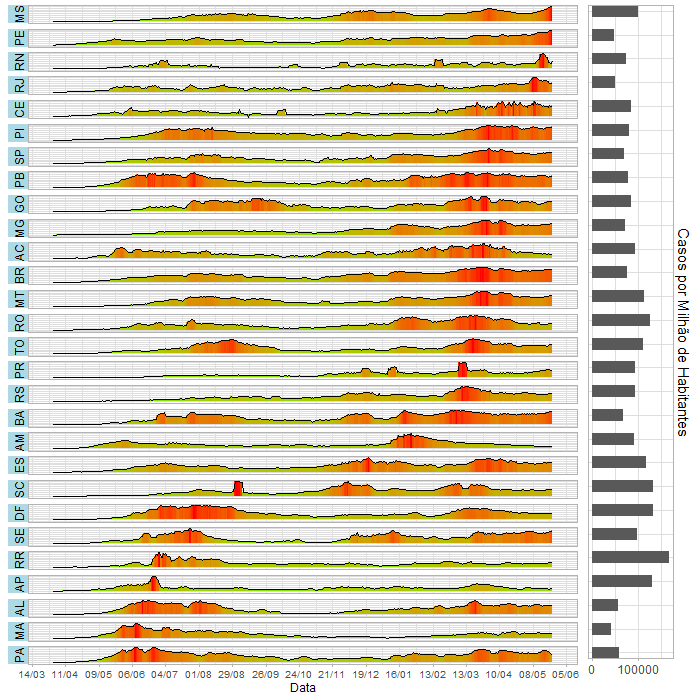 MS
PE
RN
RJ
CE
PI
SP
PB
GO
MG
AC
BR
MT
RO
TO
PR
RS
BA
AM
ES
SC
DF
SE
RR
AP
AL
MA
PA
14/03 11/04 09/05 06/06 04/07 01/08 29/08 26/09 24/10 21/11 19/12 16/01 13/02 13/03 10/04 08/05 05/06
Data
0 100000
Casos por Milhão de Habitantes